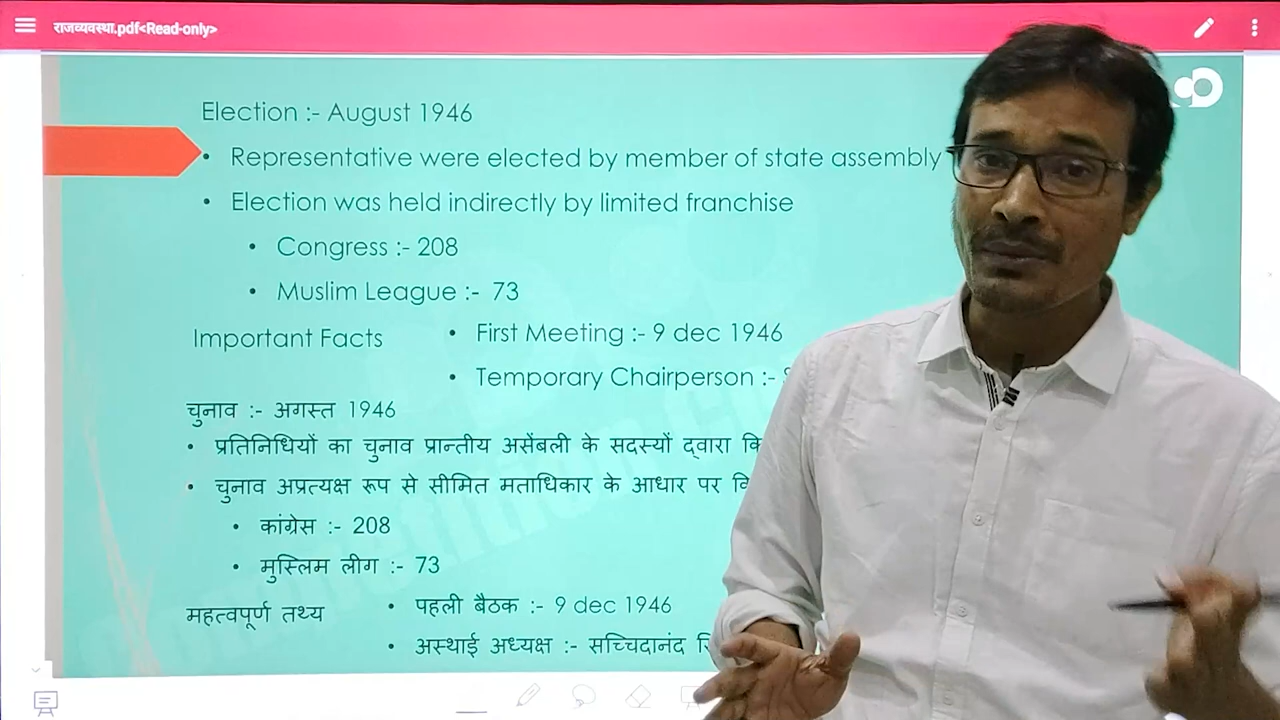 राजव्यवस्था.pdf<Read-only>
Election :- August 1946
• Representative were elected by member of state assembly
• Election was held indirectly by limited franchise
• Congress :- 208
• Muslim League :- 73
Important Facts
• First Meeting :- 9 dec 1946
• Temporary Chairperson :-
चुनाव :- अगस्त 1946
• प्रतिनिधियों का चुनाव प्रान्तीय असेंबली के सदस्यों द्वारा
• चुनाव अप्रत्यक्ष रूप से सीमित मताधिकार के आधार पर
• कांग्रेस :- 208
• मुस्लिम लीग :- 73
महत्वपूर्ण तथ्य
• पहली बैठक :- 9 dec 1946
• अस्थाई अध्यक्ष :- सच्चिदानंद